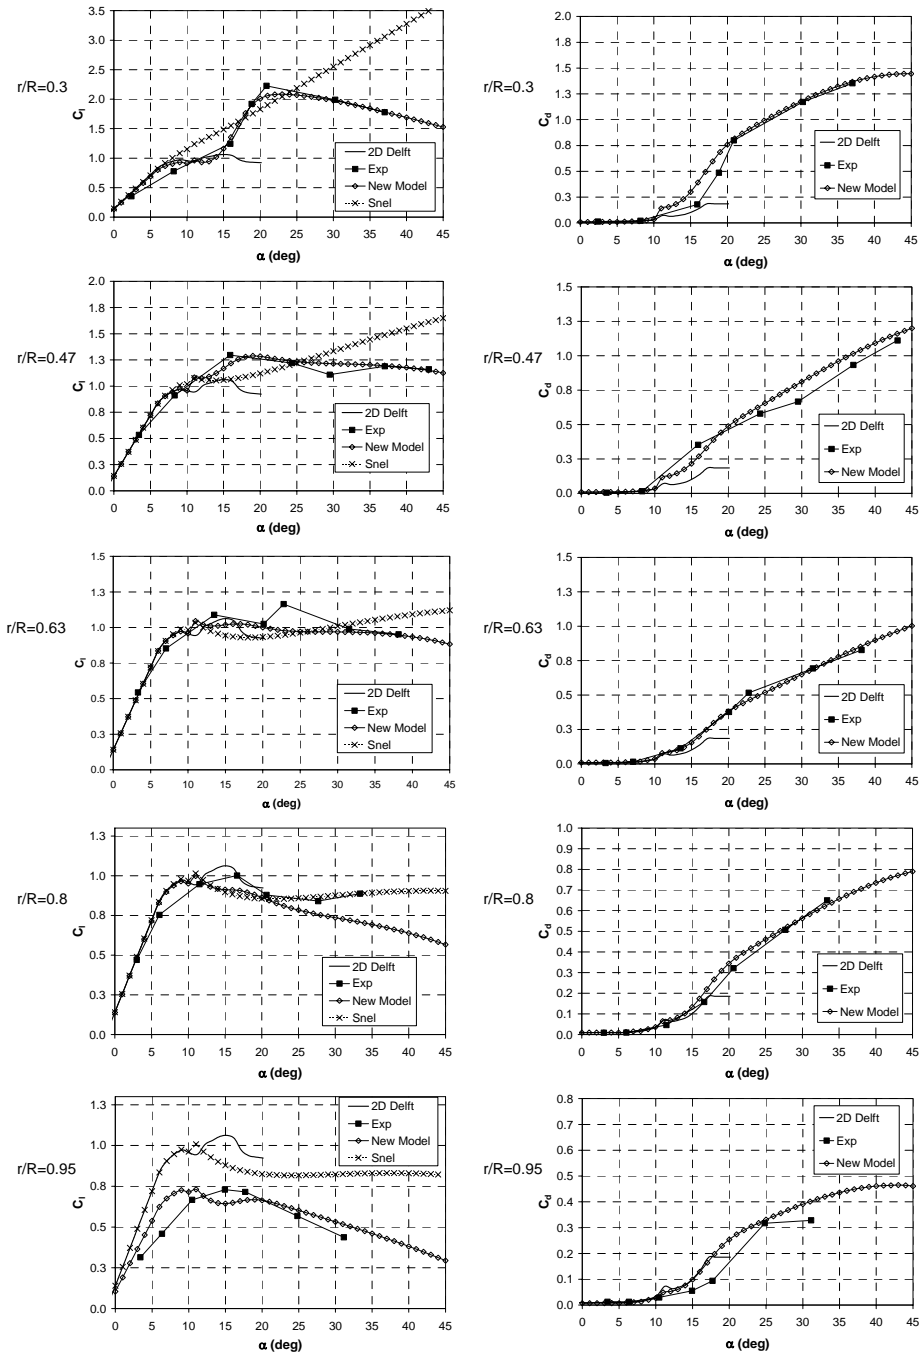 r/R=0.3
C_l
3.5
3.0
2.5
2.0
1.5
1.0
0.5
0.0
0 5 10 15 20 25 30 35 40 45
α (deg)
2D Delft
Exp
New Model
Snel
r/R=0.3
C_d
2.0
1.8
1.5
1.3
1.0
0.8
0.5
0.3
0.0
0 5 10 15 20 25 30 35 40 45
α (deg)
2D Delft
Exp
New Model
r/R=0.47
C_l
2.0
1.8
1.5
1.3
1.0
0.8
0.5
0.3
0.0
0 5 10 15 20 25 30 35 40 45
α (deg)
2D Delft
Exp
New Model
Snel
r/R=0.47
C_d
1.5
1.3
1.0
0.8
0.5
0.3
0.0
0 5 10 15 20 25 30 35 40 45
α (deg)
2D Delft
Exp
New Model
r/R=0.63
C_l
1.5
1.3
1.0
0.8
0.5
0.3
0.0
0 5 10 15 20 25 30 35 40 45
α (deg)
2D Delft
Exp
New Model
Snel
r/R=0.63
C_d
1.5
1.3
1.0
0.8
0.5
0.3
0.0
0 5 10 15 20 25 30 35 40 45
α (deg)
2D Delft
Exp
New Model
r/R=0.8
C_l
1.3
1.0
0.8
0.5
0.3
0.0
0 5 10 15 20 25 30 35 40 45
α (deg)
2D Delft
Exp
New Model
Snel
r/R=0.8
C_d
1.0
0.9
0.8
0.7
0.6
0.5
0.4
0.3
0.2
0.1
0.0
0 5 10 15 20 25 30 35 40 45
α (deg)
2D Delft
Exp
New Model
r/R=0.95
C_l
1.3
1.0
0.8
0.5
0.3
0.0
0 5 10 15 20 25 30 35 40 45
α (deg)
2D Delft
Exp
New Model
Snel
r/R=0.95
C_d
0.8
0.7
0.6
0.5
0.4
0.3
0.2
0.1
0.0
0 5 10 15 20 25 30 35 40 45
α (deg)
2D Delft
Exp
New Model